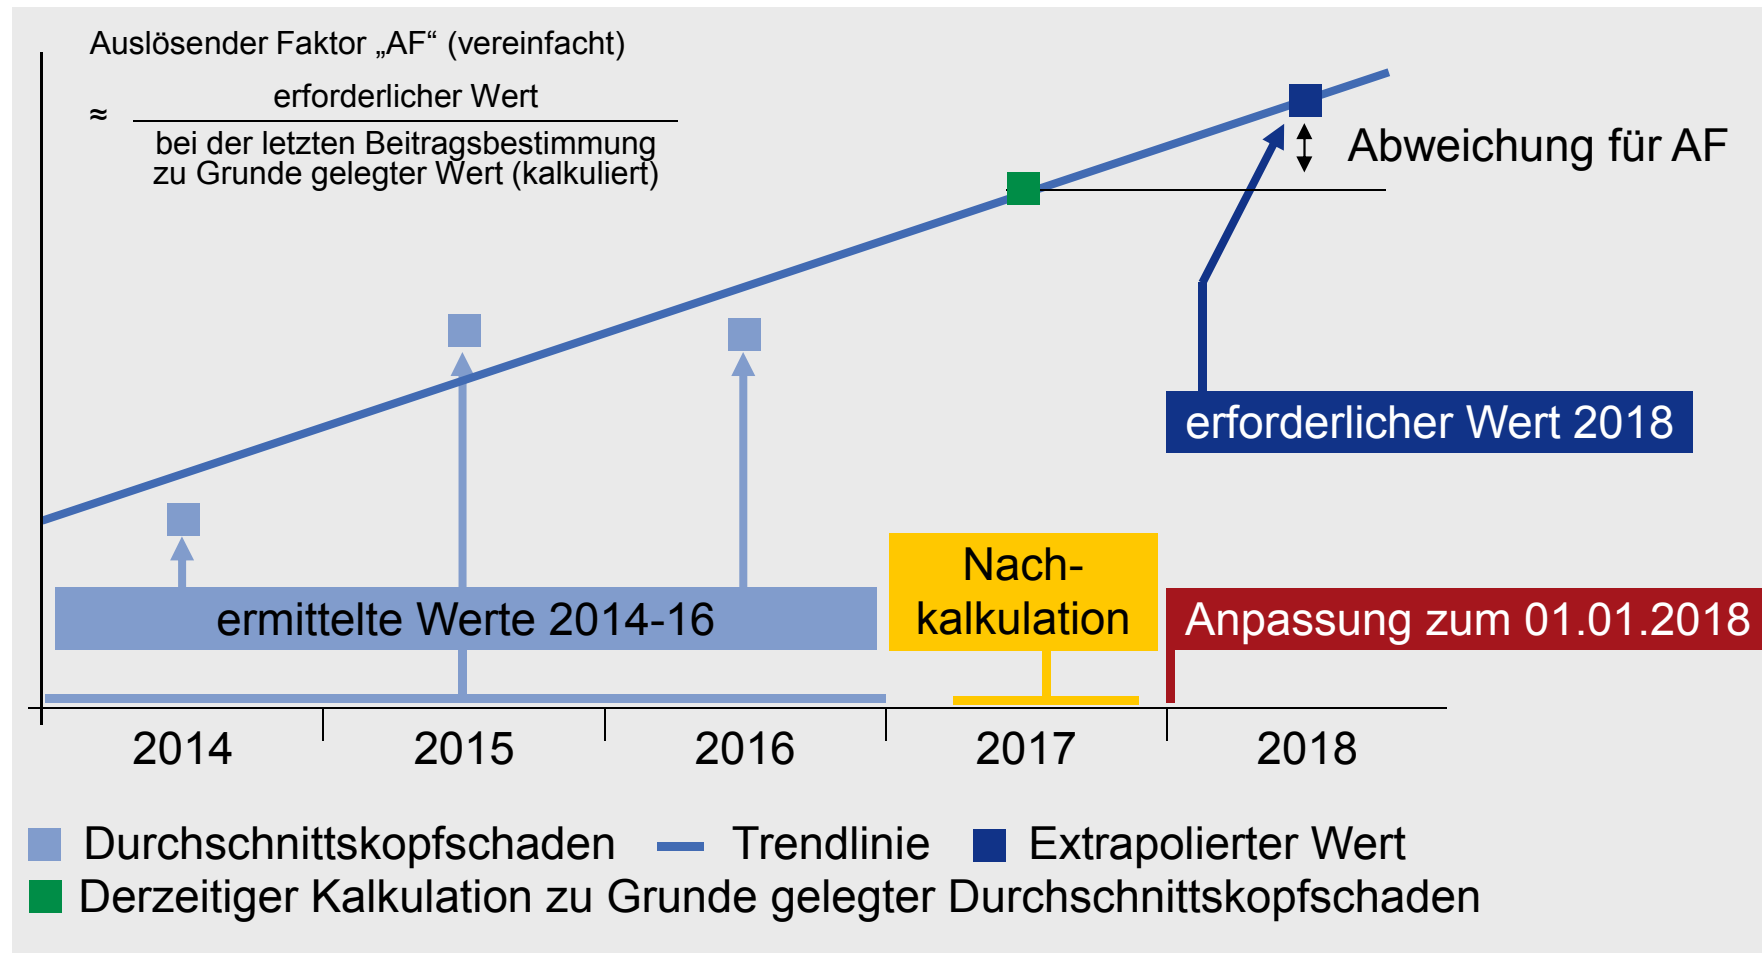 Auslösender Faktor „AF“ (vereinfacht)
≈
erforderlicher Wert
bei der letzten Beitragsbestimmung
zu Grunde gelegter Wert (kalkuliert)
Abweichung für AF
erforderlicher Wert 2018
ermittelte Werte 2014-16
Nach-
kalkulation
Anpassung zum 01.01.2018
2014 2015 2016 2017 2018
Durchschnittskopfschaden Trendlinie Extrapolierter Wert
Derzeitiger Kalkulation zu Grunde gelegter Durchschnittskopfschaden